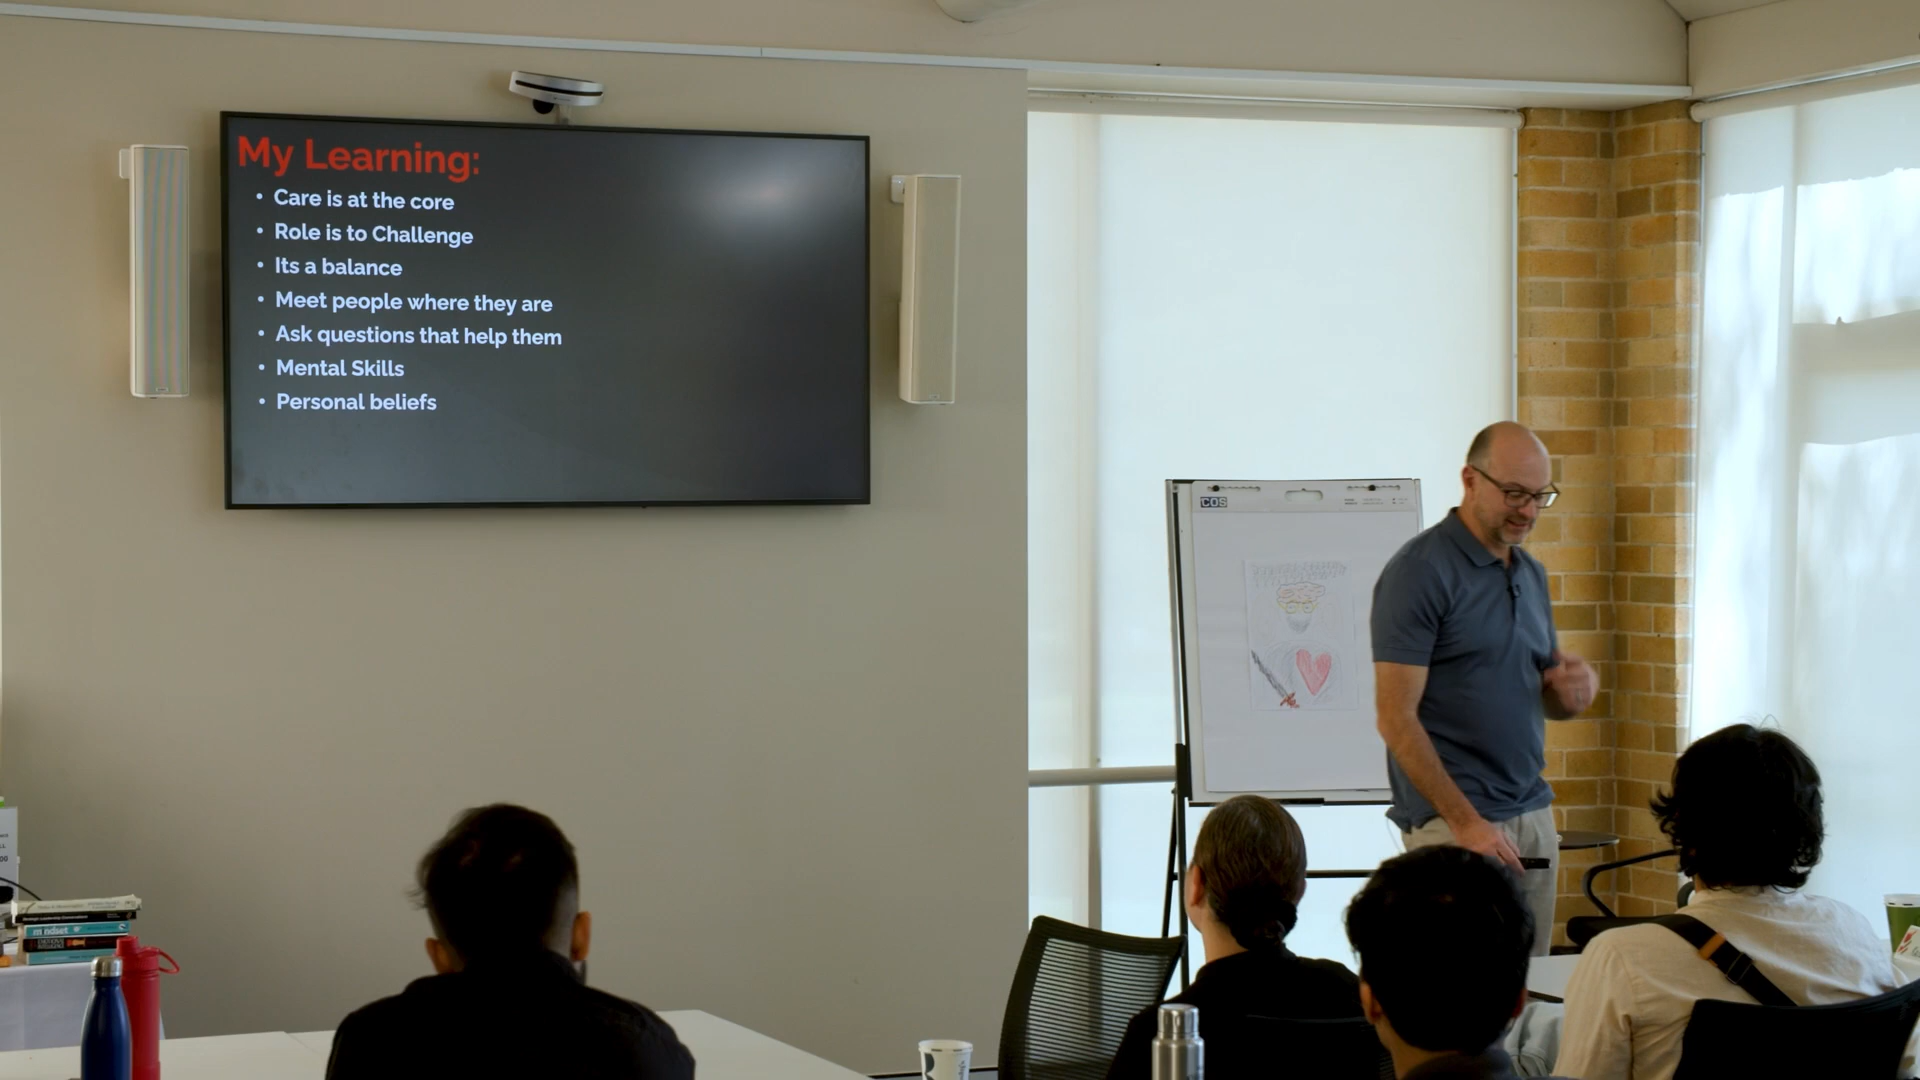 My Learning:
• Care is at the core
• Role is to Challenge
• Its a balance
• Meet people where they are
• Ask questions that help them
• Mental Skills
• Personal beliefs
COS
mindset